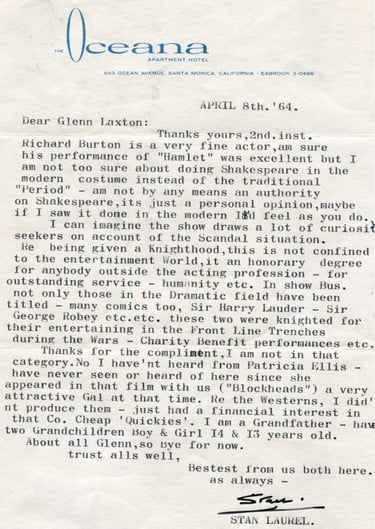 THE Oceana
APARTMENT HOTEL
849 OCEAN AVENUE, SANTA MONICA, CALIFORNIA - EXBROOK 3-0486
APRIL 8th.'64.
Dear Glenn Laxton:
Thanks yours,2nd.inst.
Richard Burton is a very fine actor,am sure
his performance of "Hamlet" was excellent but I
am not too sure about doing Shakespeare in the
modern costume instead of the traditional
"Period" - am not by any means an authority
on Shakespeare,its just a personal opinion,maybe
if I saw it done in the modern I'd feel as you do.
I can imagine the show draws a lot of curiosit
seekers on account of the Scandal situation.
Re being given a Knighthood,this is not confined
to the entertainment World,it an honorary degree
for anybody outside the acting profession - for
outstanding service - humanity etc. In show Bus.
not only those in the Dramatic field have been
titled - many comics too, Sir Harry Lauder - Sir
George Robey etc.etc. these two were knighted for
their entertaining in the Front Line Trenches
during the Wars - Charity Benefit performances etc.
Thanks for the compliment,I am not in that
category.No I hav'nt heard from Patricia Ellis -
have never seen or heard of here since she
appeared in that film with us ("Blockheads") a very
attractive Gal at that time. Re the Westerns, I did'
nt produce them - just had a financial interest in
that Co. Cheap 'Quickies'. I am a Grandfather - hav
two Grandchildren Boy & Girl I4 & I3 years old.
About all Glenn,so Bye for now.
trust alls well,
Bestest from us both here.
as always -
Stan
STAN LAUREL.